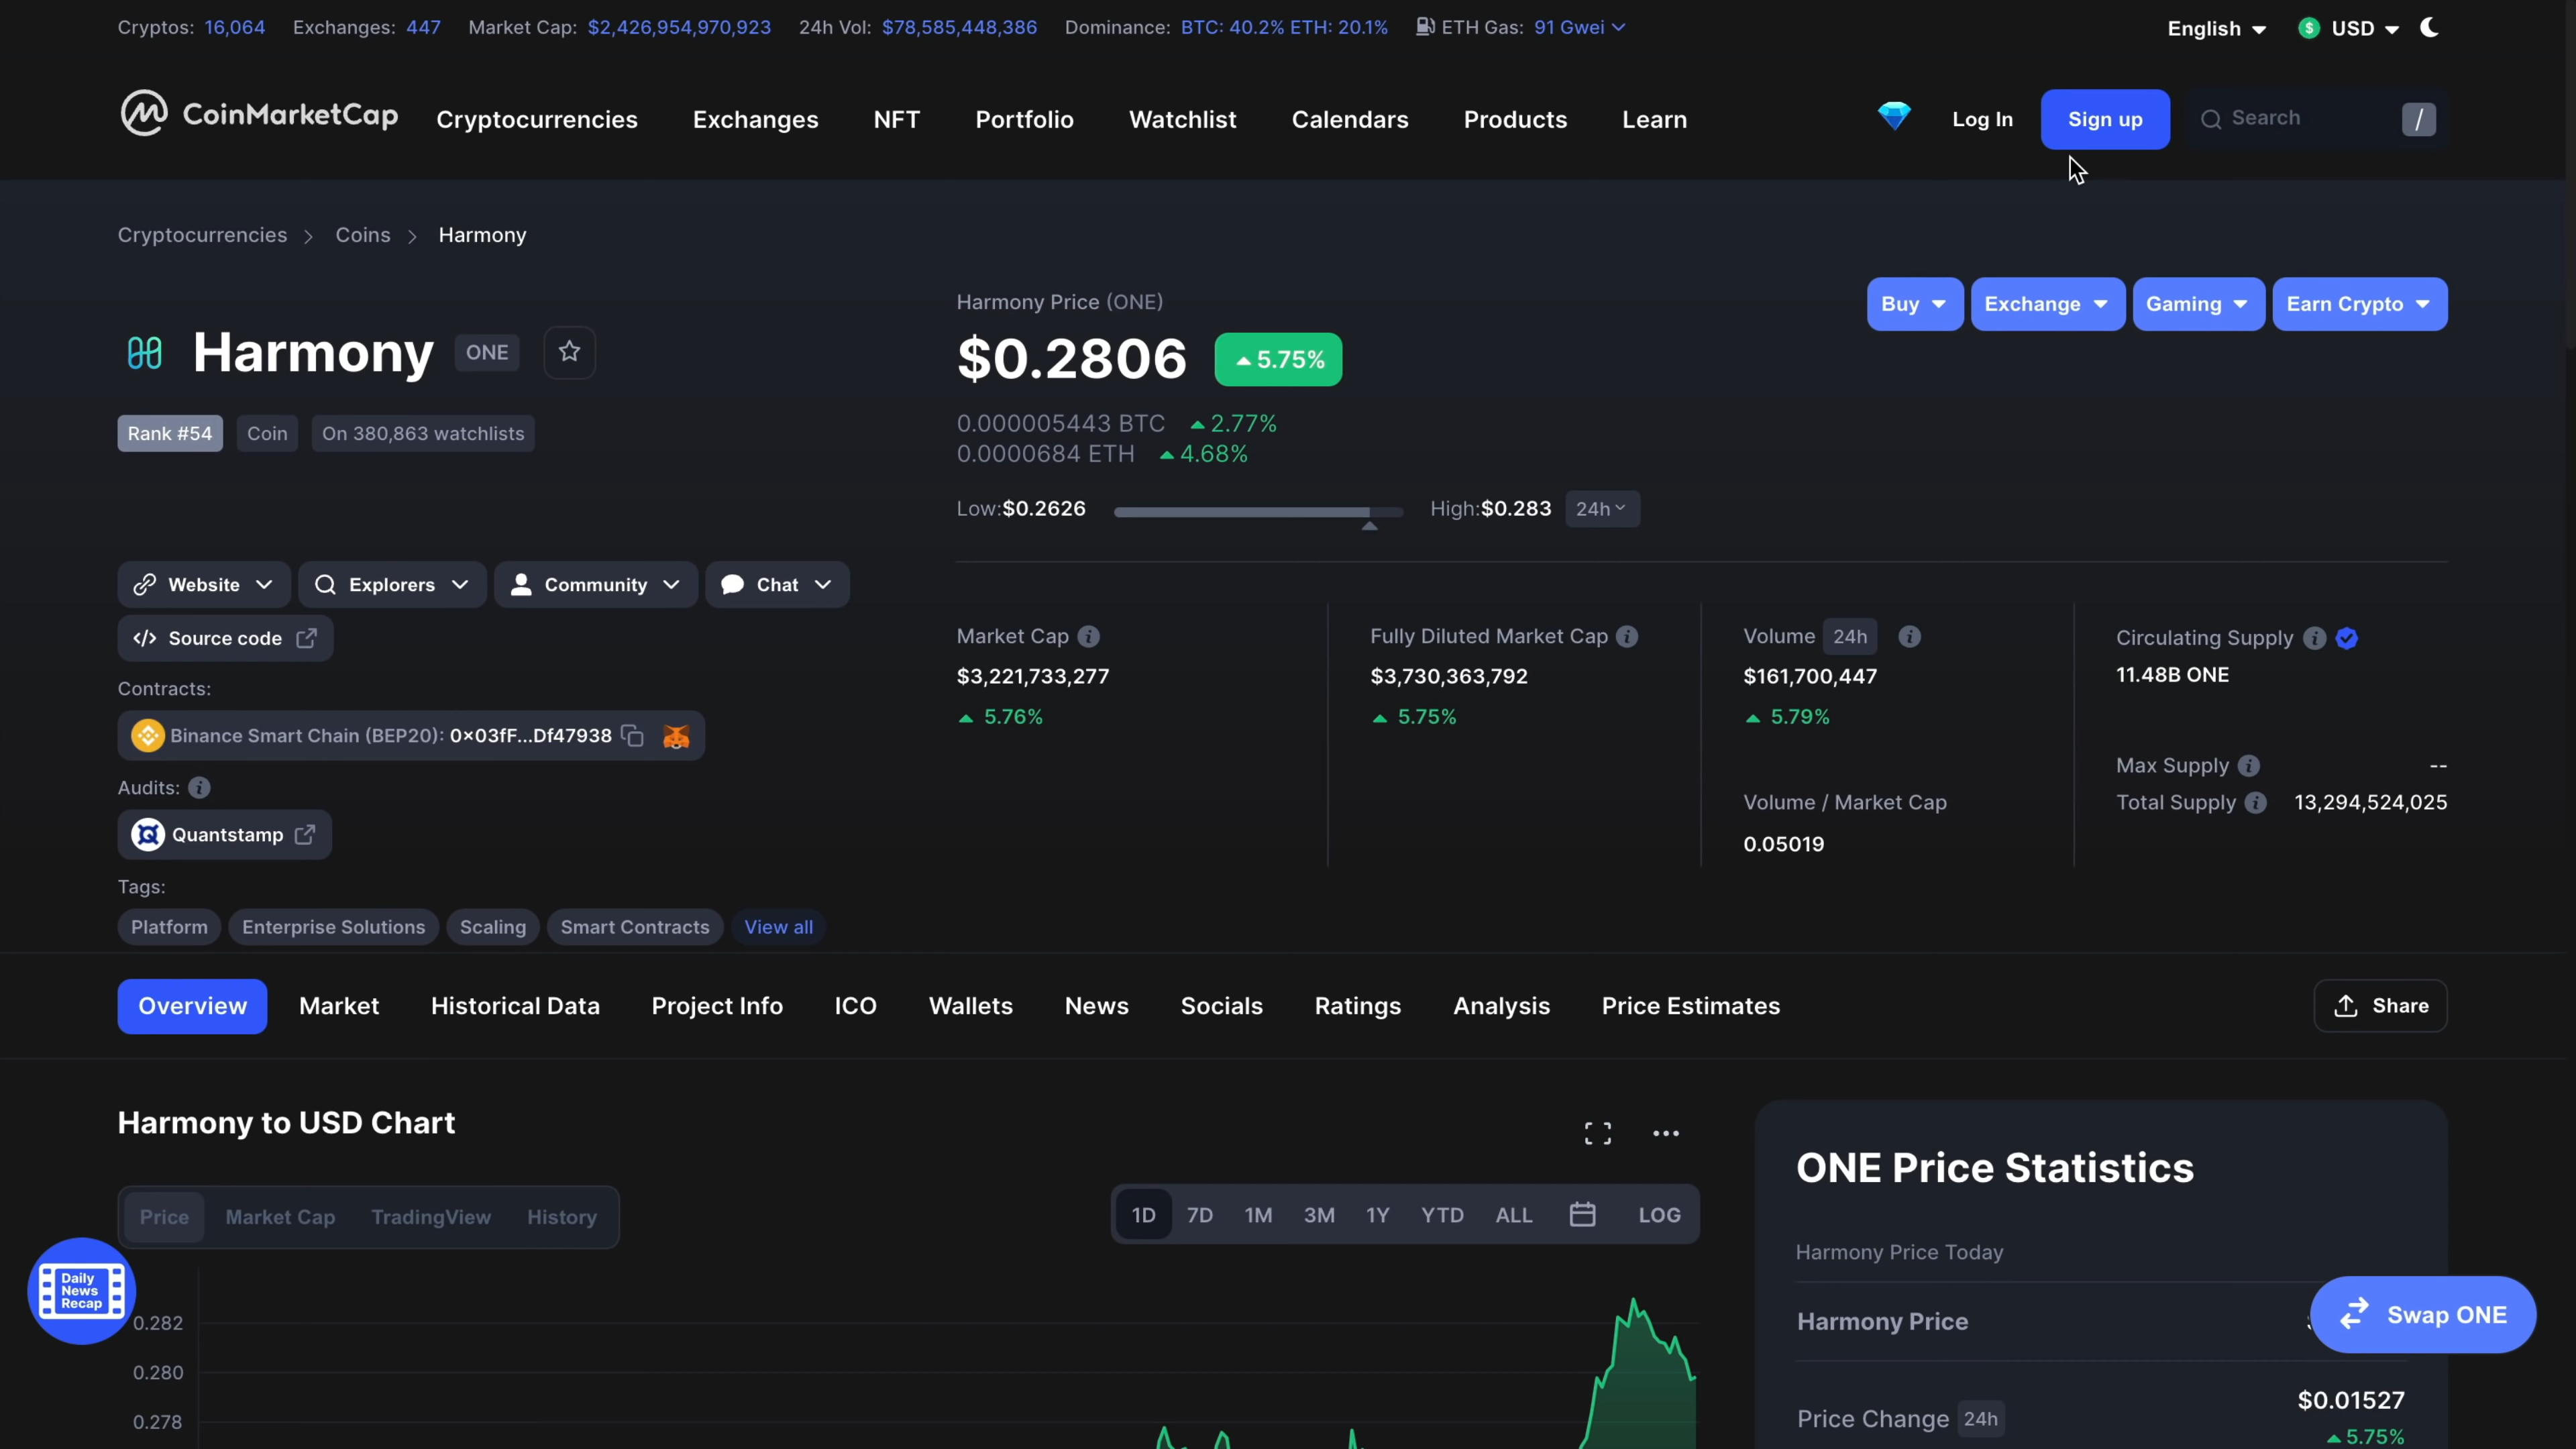 Cryptos: 16,064 Exchanges: 447 Market Cap: $2,426,954,970,923 24h Vol: $78,585,448,386 Dominance: BTC: 40.2% ETH: 20.1% ETH Gas: 91 Gwei English USD
CoinMarketCap Cryptocurrencies Exchanges NFT Portfolio Watchlist Calendars Products Learn Log In Sign up Search /
Cryptocurrencies > Coins > Harmony
Harmony ONE
Rank #54 Coin On 380,863 watchlists
Harmony Price (ONE)
$0.2806 5.75%
0.000005443 BTC 2.77%
0.0000684 ETH 4.68%
Low:$0.2626 High:$0.283 24h
Buy Exchange Gaming Earn Crypto
Website Explorers Community Chat
Source code
Contracts:
Binance Smart Chain (BEP20): 0x03fF...Df47938
Audits:
Quantstamp
Tags:
Platform Enterprise Solutions Scaling Smart Contracts View all
Market Cap
$3,221,733,277
5.76%
Fully Diluted Market Cap
$3,730,363,792
5.75%
Volume 24h
$161,700,447
5.79%
Volume / Market Cap
0.05019
Circulating Supply
11.48B ONE
Max Supply --
Total Supply 13,294,524,025
Overview Market Historical Data Project Info ICO Wallets News Socials Ratings Analysis Price Estimates Share
Harmony to USD Chart
Price Market Cap TradingView History
1D 7D 1M 3M 1Y YTD ALL LOG
Daily
News
Recap
0.282
0.280
0.278
ONE Price Statistics
Harmony Price Today
Harmony Price
Swap ONE
Price Change 24h
$0.01527
5.75%